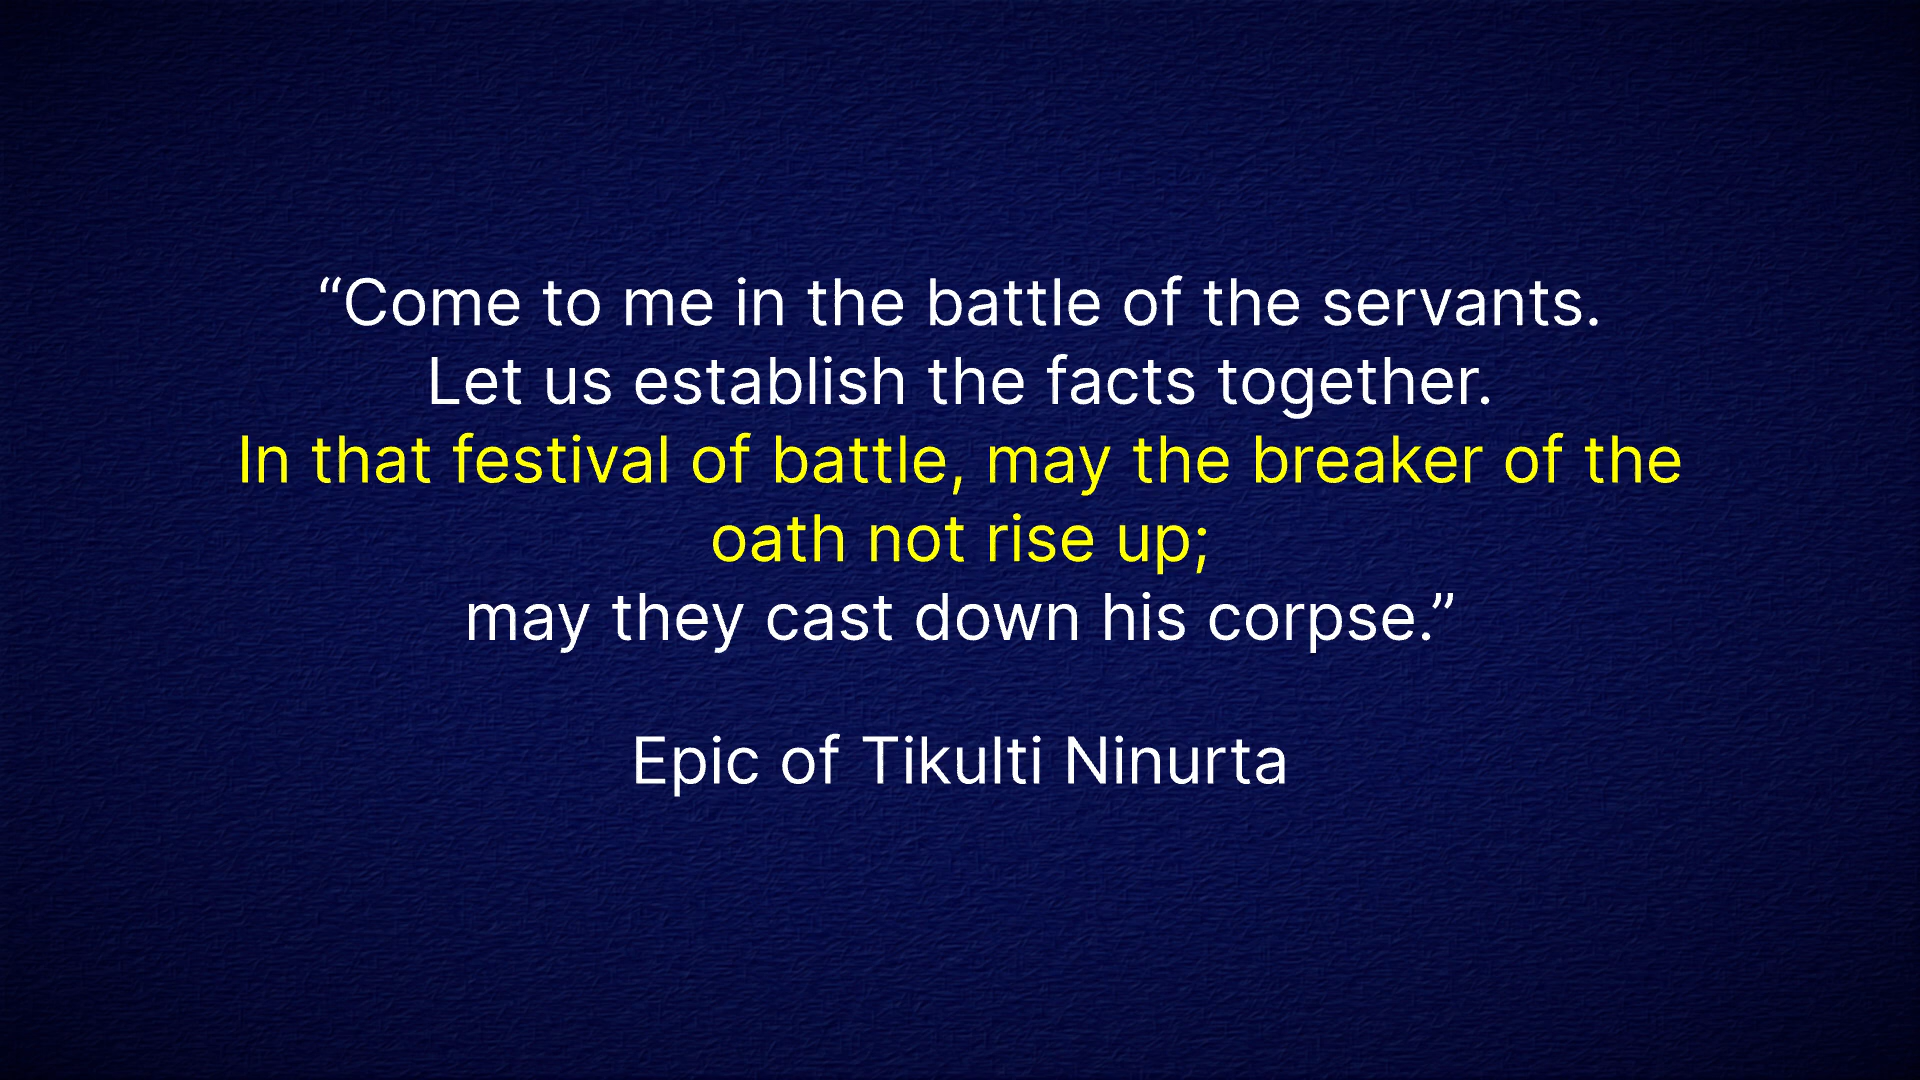 “Come to me in the battle of the servants.
Let us establish the facts together.
In that festival of battle, may the breaker of the
oath not rise up;
may they cast down his corpse.”
Epic of Tikulti Ninurta